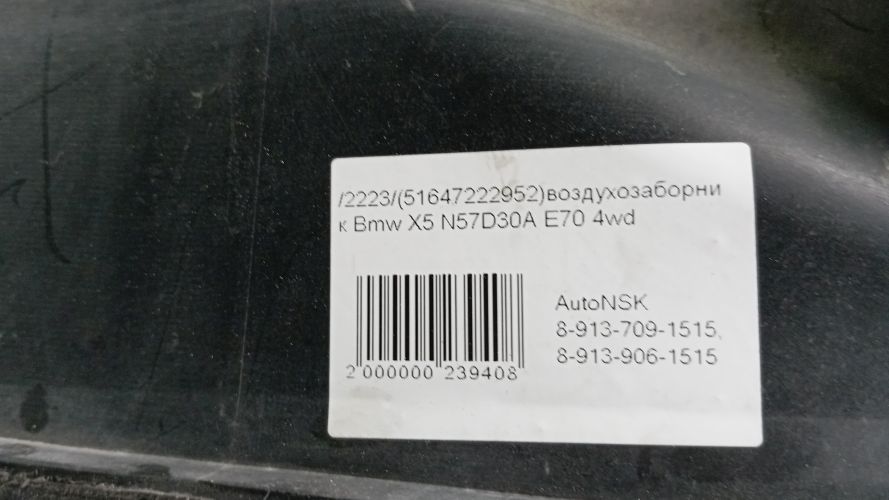 /2223/(51647222952)воздухозаборни
к Bmw X5 N57D30A E70 4wd
AutoNSK
8-913-709-1515,
8-913-906-1515
2 000000 239408